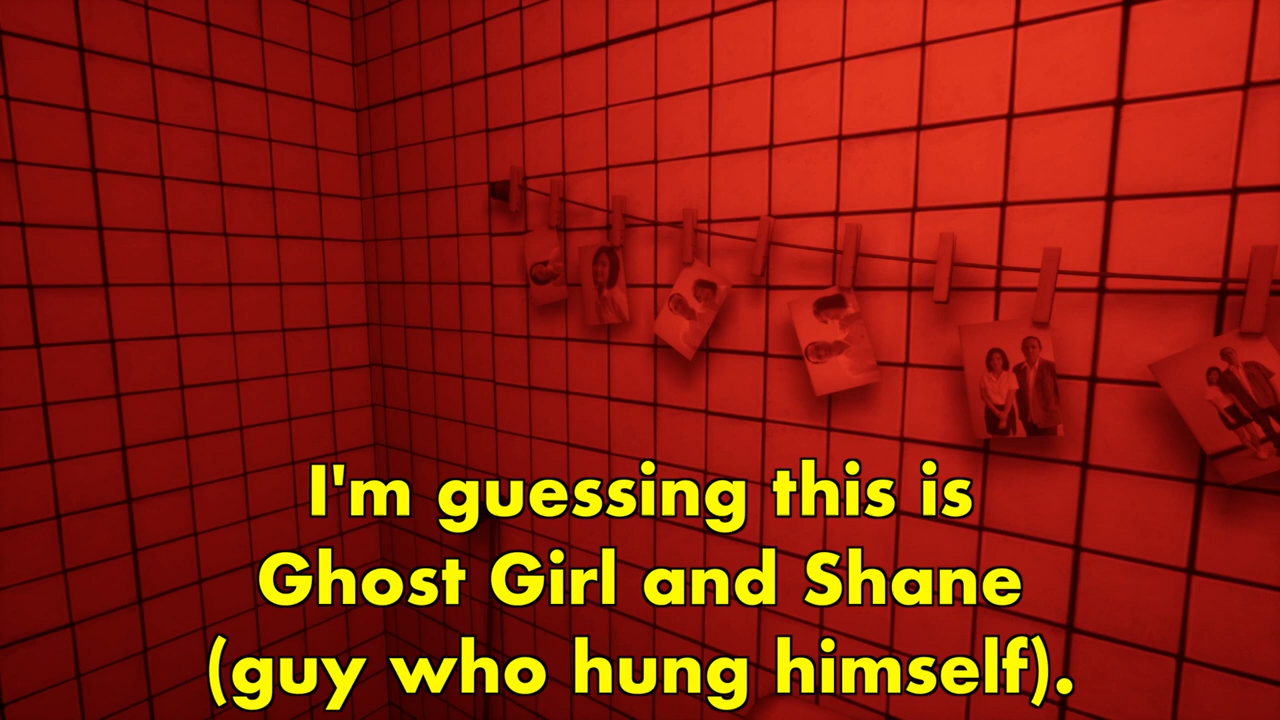 I'm guessing this is
Ghost Girl and Shane
(guy who hung himself).